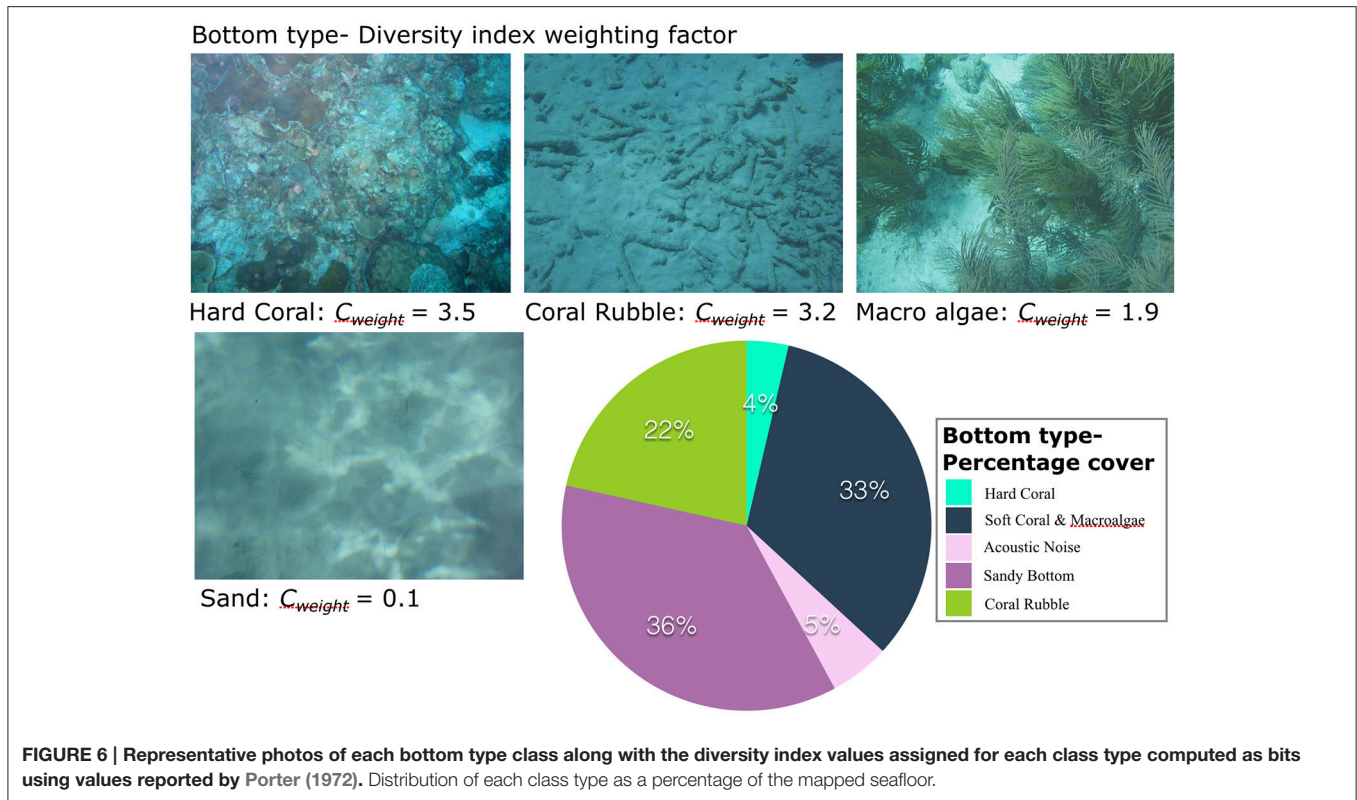 Bottom type- Diversity index weighting factor
Hard Coral: Cweight = 3.5
Coral Rubble: Cweight = 3.2
Macro algae: Cweight = 1.9
Sand: Cweight = 0.1
4%
33%
5%
36%
22%
Bottom type-
Percentage cover
Hard Coral
Soft Coral & Macroalgae
Acoustic Noise
Sandy Bottom
Coral Rubble
FIGURE 6 | Representative photos of each bottom type class along with the diversity index values assigned for each class type computed as bits
using values reported by Porter (1972). Distribution of each class type as a percentage of the mapped seafloor.